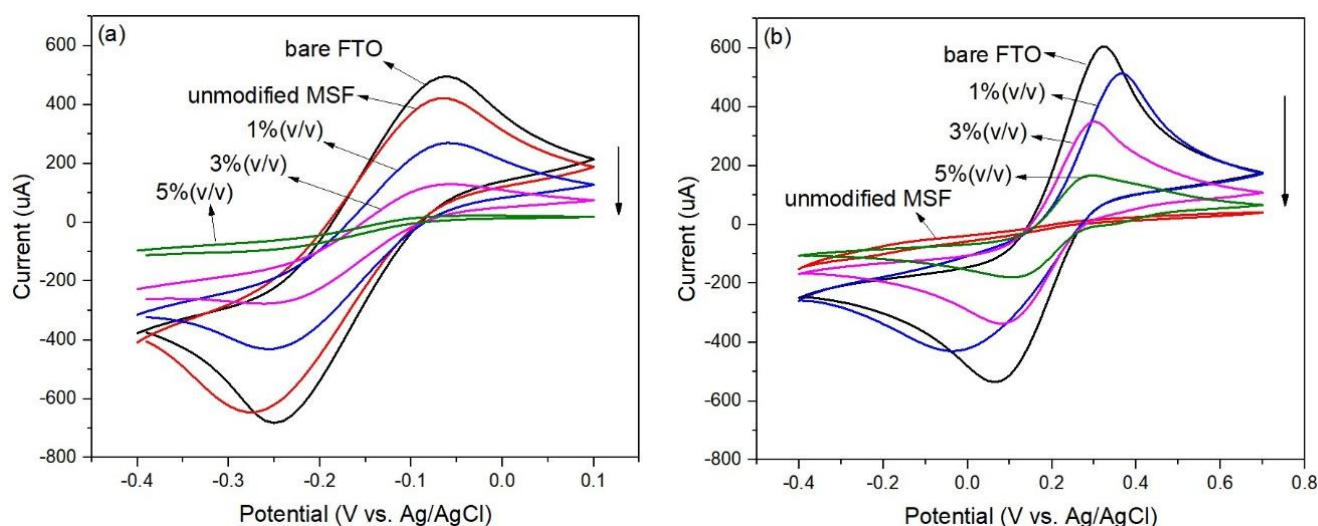 (a)
bare FTO
unmodified MSF
1%(v/v)
3%(v/v)
5%(v/v)
600
400
200
0
-200
-400
-600
-800
Current (uA)
-0.4
-0.3
-0.2
-0.1
0.0
0.1
Potential (V vs. Ag/AgCl)
(b)
bare FTO
1%(v/v)
3%(v/v)
5%(v/v)
unmodified MSF
600
400
200
0
-200
-400
-600
-800
Current (uA)
-0.4
-0.2
0.0
0.2
0.4
0.6
0.8
Potential (V vs. Ag/AgCl)